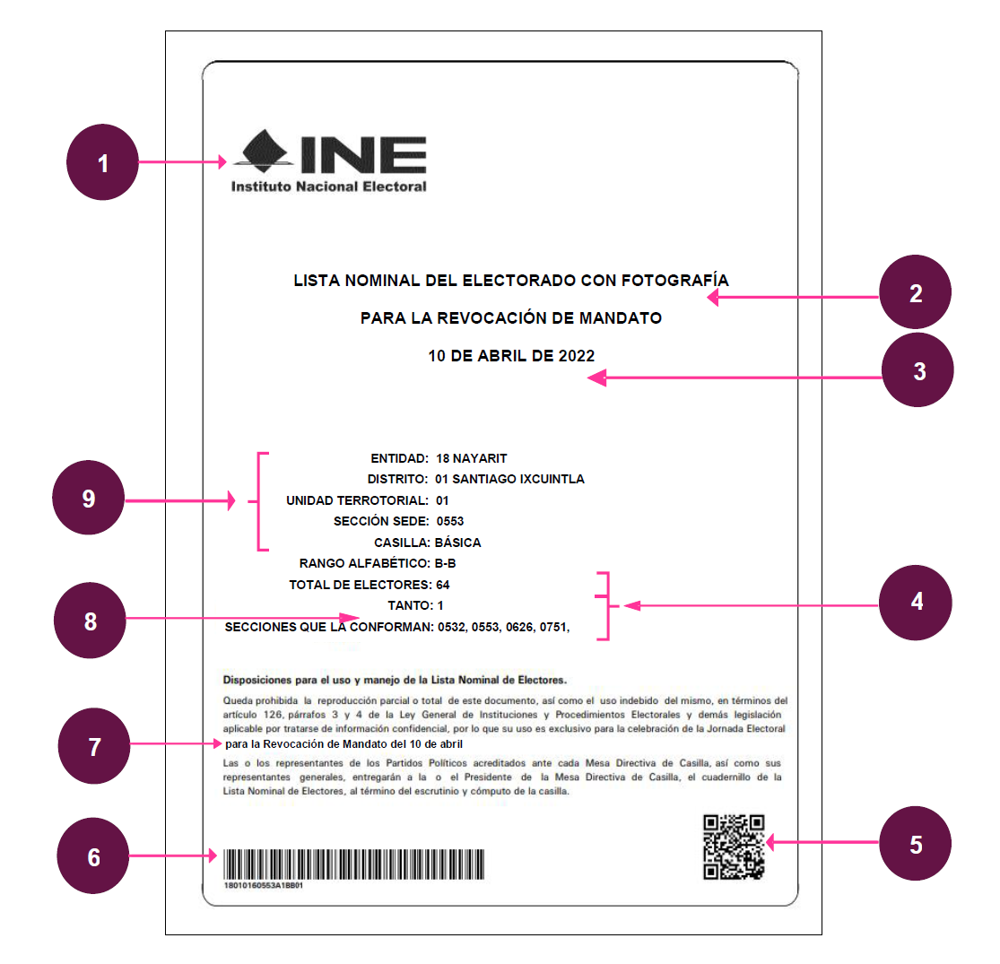 1
INE
Instituto Nacional Electoral
LISTA NOMINAL DEL ELECTORADO CON FOTOGRAFÍA
2
PARA LA REVOCACIÓN DE MANDATO
10 DE ABRIL DE 2022
3
ENTIDAD: 18 NAYARIT
DISTRITO: 01 SANTIAGO IXCUINTLA
9
UNIDAD TERROTORIAL: 01
SECCIÓN SEDE: 0553
CASILLA: BÁSICA
RANGO ALFABÉTICO: B-B
TOTAL DE ELECTORES: 64
4
TANTO: 1
8
SECCIONES QUE LA CONFORMAN: 0532, 0553, 0626, 0751,
Disposiciones para el uso y manejo de la Lista Nominal de Electores.
Queda prohibida la reproducción parcial o total de este documento, así como el uso indebido del mismo, en términos del
artículo 126, párrafos 3 y 4 de la Ley General de Instituciones y Procedimientos Electorales y demás legislación
aplicable por tratarse de información confidencial, por lo que su uso es exclusivo para la celebración de la Jornada Electoral
7
para la Revocación de Mandato del 10 de abril
Las o los representantes de los Partidos Políticos acreditados ante cada Mesa Directiva de Casilla, así como sus
representantes generales, entregarán a la o el Presidente de la Mesa Directiva de Casilla, el cuadernillo de la
Lista Nominal de Electores, al término del escrutinio y cómputo de la casilla.
6
5
18010160553A1BB01